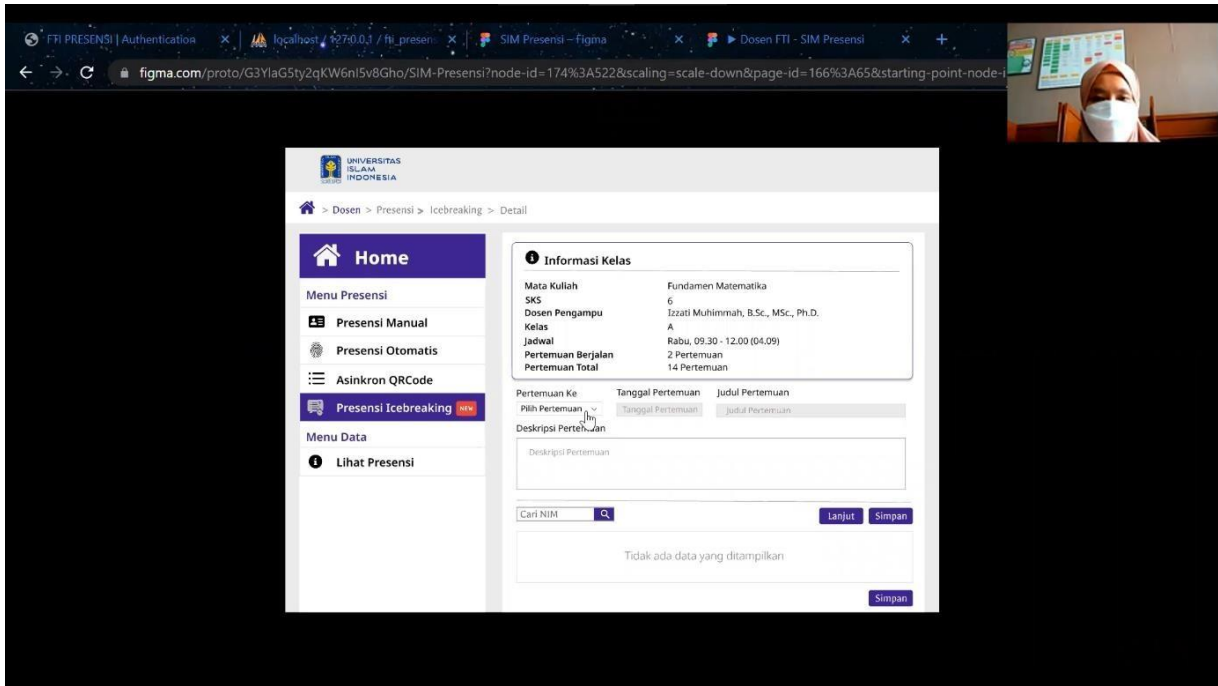 FTI PRESENSI | Authentication
localhost / 127.0.0.1 / fti_presens
SIM Presensi – Figma
Dosen FTI - SIM Presensi
figma.com/proto/G3YlaG5ty2qKW6nI5v8Gho/SIM-Presensi?node-id=174%3A522&scaling=scale-down&page-id=166%3A65&starting-point-node-i
UNIVERSITAS
ISLAM
INDONESIA
> Dosen > Presensi > Icebreaking > Detail
Home
Menu Presensi
Presensi Manual
Presensi Otomatis
Asinkron QRCode
Presensi Icebreaking NEW
Menu Data
Lihat Presensi
Informasi Kelas
Mata Kuliah Fundamen Matematika
SKS 6
Dosen Pengampu Izzati Muhimmah, B.Sc., MSc., Ph.D.
Kelas A
Jadwal Rabu, 09.30 - 12.00 (04.09)
Pertemuan Berjalan 2 Pertemuan
Pertemuan Total 14 Pertemuan
Pertemuan Ke Tanggal Pertemuan Judul Pertemuan
Pilih Pertemuan Tanggal Pertemuan Judul Pertemuan
Deskripsi Pertemuan
Deskripsi Pertemuan
Cari NIM Lanjut Simpan
Tidak ada data yang ditampilkan
Simpan